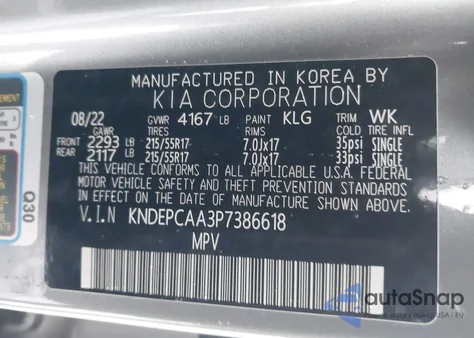 MANUFACTURED IN KOREA BY
KIA CORPORATION
08/22 GVWR 4167 LB PAINT KLG TRIM WK
GAWR TIRES RIMS COLD TIRE INFL
FRONT 2293 LB 215/55R17 7.0Jx17 35psi SINGLE
REAR 2117 LB 215/55R17 7.0Jx17 33psi SINGLE
THIS VEHICLE CONFORMS TO ALL APPLICABLE U.S.A. FEDERAL
MOTOR VEHICLE SAFETY, BUMPER AND THEFT PREVENTION STANDARDS
IN EFFECT ON THE DATE OF MANUFACTURE SHOWN ABOVE.
V.I.N KNDEPCAA3P7386618
MPV
Q30
autoSnap